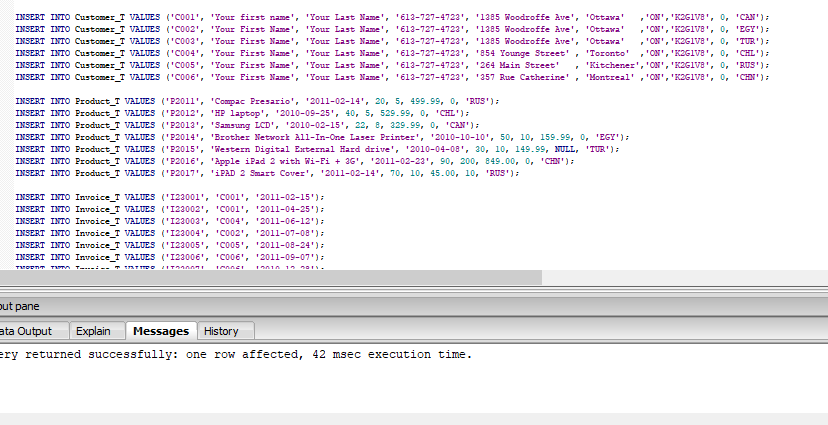 INSERT INTO Customer_T VALUES ('C001', 'Your first name', 'Your Last Name', '613-727-4723', '1385 Woodroffe Ave', 'Ottawa'   ,'ON','K2G1V8', 0, 'CAN');
INSERT INTO Customer_T VALUES ('C002', 'Your First Name', 'Your Last Name', '613-727-4723', '1385 Woodroffe Ave', 'Ottawa'   ,'ON','K2G1V8', 0, 'EGY');
INSERT INTO Customer_T VALUES ('C003', 'Your First Name', 'Your Last Name', '613-727-4723', '1385 Woodroffe Ave', 'Ottawa'   ,'ON','K2G1V8', 0, 'TUR');
INSERT INTO Customer_T VALUES ('C004', 'Your First Name', 'Your Last Name', '613-727-4723', '854 Younge Street' , 'Toronto'  ,'ON','K2G1V8', 0, 'CHL');
INSERT INTO Customer_T VALUES ('C005', 'Your First Name', 'Your Last Name', '613-727-4723', '264 Main Street'   , 'Kitchener','ON','K2G1V8', 0, 'RUS');
INSERT INTO Customer_T VALUES ('C006', 'Your First Name', 'Your Last Name', '613-727-4723', '357 Rue Catherine' , 'Montreal' ,'ON','K2G1V8', 0, 'CHN');
INSERT INTO Product_T VALUES ('P2011', 'Compac Presario', '2011-02-14', 20, 5, 499.99, 0, 'RUS');
INSERT INTO Product_T VALUES ('P2012', 'HP laptop', '2010-09-25', 40, 5, 529.99, 0, 'CHL');
INSERT INTO Product_T VALUES ('P2013', 'Samsung LCD', '2010-02-15', 22, 8, 329.99, 0, 'CAN');
INSERT INTO Product_T VALUES ('P2014', 'Brother Network All-In-One Laser Printer', '2010-10-10', 50, 10, 159.99, 0, 'EGY');
INSERT INTO Product_T VALUES ('P2015', 'Western Digital External Hard drive', '2010-04-08', 30, 10, 149.99, NULL, 'TUR');
INSERT INTO Product_T VALUES ('P2016', 'Apple iPad 2 with Wi-Fi + 3G', '2011-02-23', 90, 200, 849.00, 0, 'CHN');
INSERT INTO Product_T VALUES ('P2017', 'iPAD 2 Smart Cover', '2011-02-14', 70, 10, 45.00, 10, 'RUS');
INSERT INTO Invoice_T VALUES ('I23001', 'C001', '2011-02-15');
INSERT INTO Invoice_T VALUES ('I23002', 'C001', '2011-04-25');
INSERT INTO Invoice_T VALUES ('I23003', 'C004', '2011-06-12');
INSERT INTO Invoice_T VALUES ('I23004', 'C002', '2011-07-08');
INSERT INTO Invoice_T VALUES ('I23005', 'C005', '2011-08-24');
INSERT INTO Invoice_T VALUES ('I23006', 'C006', '2011-09-07');
INSERT INTO Invoice_T VALUES ('I23007', 'C006',
put pane
ata Output Explain Messages History
ery returned successfully: one row affected, 42 msec execution time.